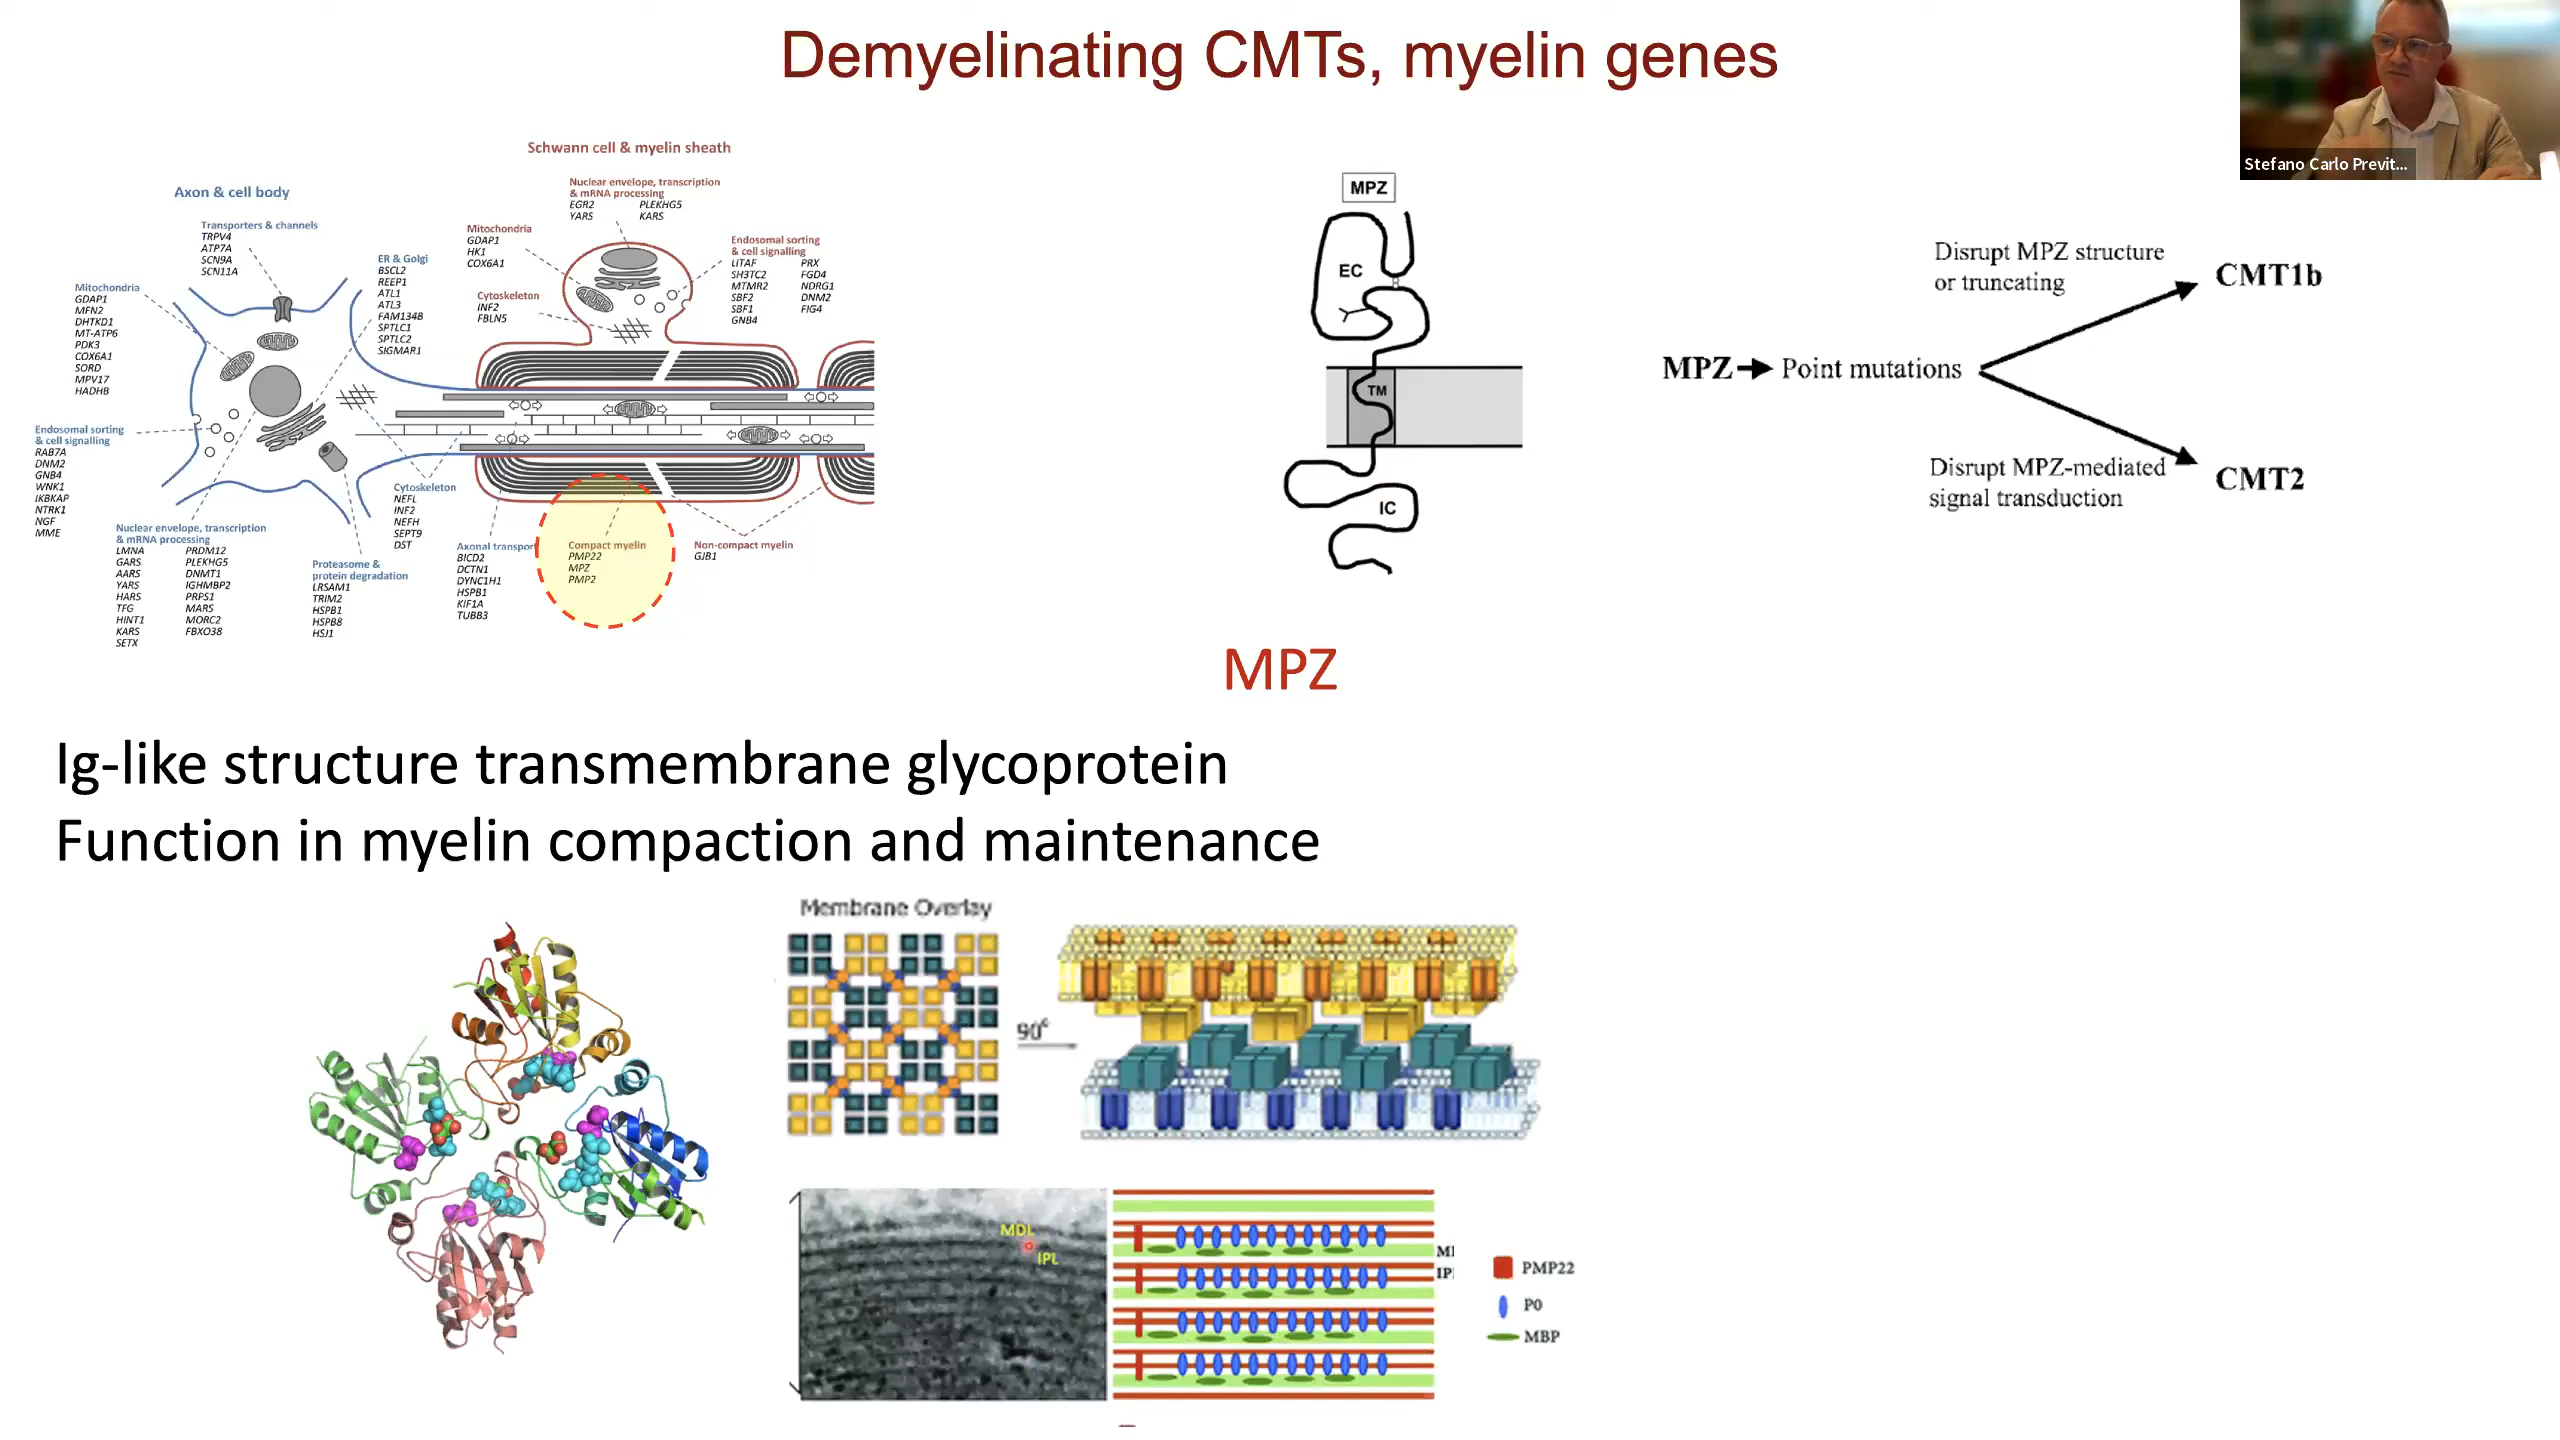 Demyelinating CMTs, myelin genes
Stefano Carlo Previt...
Schwann cell & myelin sheath
Axon & cell body
Transporters & channels
TRPV4
ATP7A
SCN9A
SCN11A
Mitochondria
GDAP1
MFN2
DHTKD1
MT-ATP6
PDK3
COX6A1
SORD
MPV17
HADHB
ER & Golgi
BSCL2
REEP1
ATL1
ATL3
FAM134B
SPTLC1
SPTLC2
SIGMAR1
Endosomal sorting
& cell signalling
RAB7A
DNM2
GNB4
WNK1
IKBKAP
NTRK1
NGF
MME
Nuclear envelope, transcription
& mRNA processing
LMNA PRDM12
GARS PLEKHG5
AARS DNMT1
YARS IGHMBP2
HARS PRPS1
TFG MARS
HINT1 MORC2
KARS FBXO38
SETX
Proteasome &
protein degradation
LRSAM1
TRIM2
HSPB1
HSPB8
HSJ1
Cytoskeleton
NEFL
INF2
NEFH
SEPT9
DST
Axonal transport
BICD2
DCTN1
DYNC1H1
HSPB1
KIF1A
TUBB3
Nuclear envelope, transcription
& mRNA processing
EGR2 PLEKHG5
YARS KARS
Mitochondria
GDAP1
HK1
COX6A1
Cytoskeleton
INF2
FBLN5
Endosomal sorting
& cell signalling
LITAF PRX
SH3TC2 FGD4
MTMR2 NDRG1
SBF2 DNM2
SBF1 FIG4
GNB4
Compact myelin
PMP22
MPZ
PMP2
Non-compact myelin
GJB1
MPZ
EC
TM
IC
Disrupt MPZ structure
or truncating
CMT1b
MPZ Point mutations
Disrupt MPZ-mediated
signal transduction
CMT2
MPZ
Ig-like structure transmembrane glycoprotein
Function in myelin compaction and maintenance
Membrane Overlay
90°
MDL
IPL
PMP22
P0
MBP